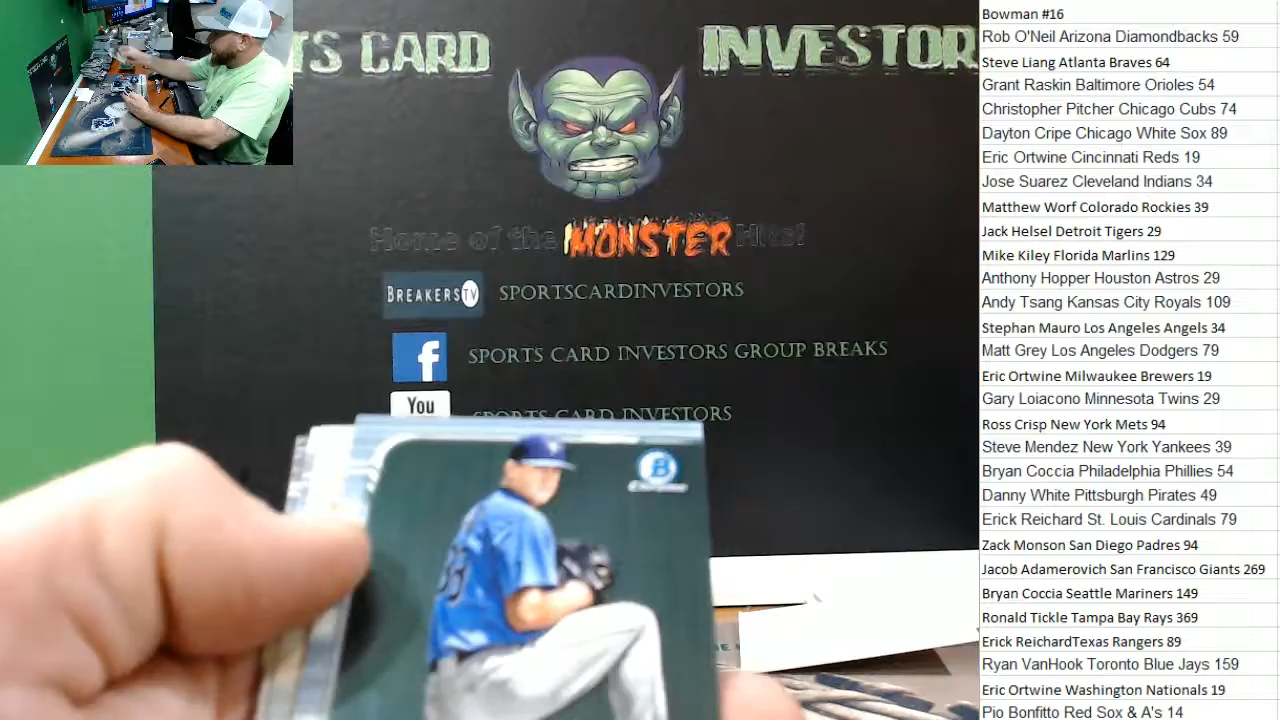 TS CARD INVESTOR
Home of the MONSTER Hits!
BREAKERSTV SPORTSCARDINVESTORS
f SPORTS CARD INVESTORS GROUP BREAKS
You SPORTS CARD INVESTORS
B
Bowman #16
Rob O'Neil Arizona Diamondbacks 59
Steve Liang Atlanta Braves 64
Grant Raskin Baltimore Orioles 54
Christopher Pitcher Chicago Cubs 74
Dayton Cripe Chicago White Sox 89
Eric Ortwine Cincinnati Reds 19
Jose Suarez Cleveland Indians 34
Matthew Worf Colorado Rockies 39
Jack Helsel Detroit Tigers 29
Mike Kiley Florida Marlins 129
Anthony Hopper Houston Astros 29
Andy Tsang Kansas City Royals 109
Stephan Mauro Los Angeles Angels 34
Matt Grey Los Angeles Dodgers 79
Eric Ortwine Milwaukee Brewers 19
Gary Loiacono Minnesota Twins 29
Ross Crisp New York Mets 94
Steve Mendez New York Yankees 39
Bryan Coccia Philadelphia Phillies 54
Danny White Pittsburgh Pirates 49
Erick Reichard St. Louis Cardinals 79
Zack Monson San Diego Padres 94
Jacob Adamerovich San Francisco Giants 269
Bryan Coccia Seattle Mariners 149
Ronald Tickle Tampa Bay Rays 369
Erick ReichardTexas Rangers 89
Ryan VanHook Toronto Blue Jays 159
Eric Ortwine Washington Nationals 19
Pio Bonfitto Red Sox & A's 14